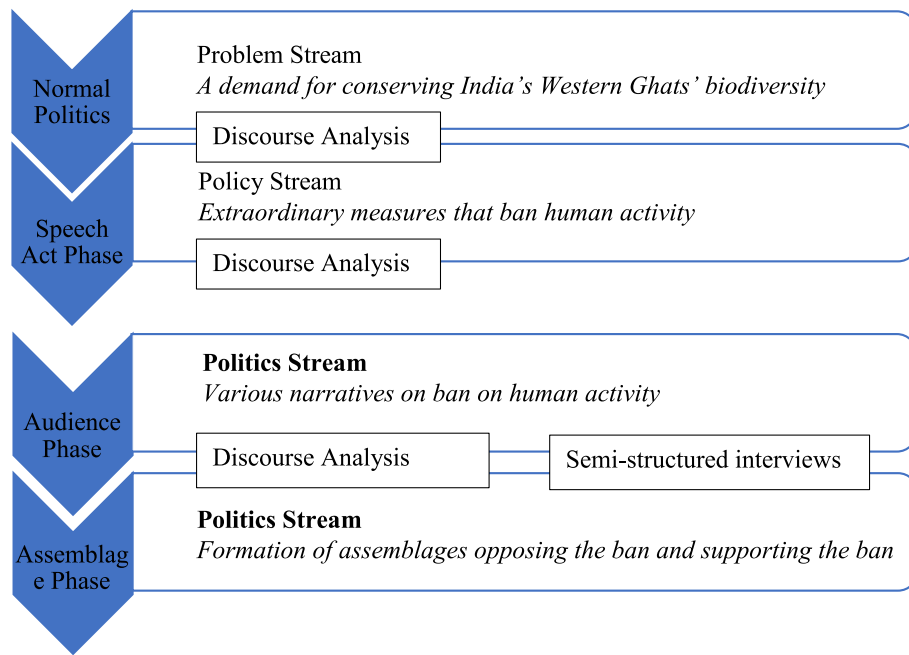 Normal
Politics
Problem Stream
A demand for conserving India’s Western Ghats’ biodiversity
Discourse Analysis
Speech
Act Phase
Policy Stream
Extraordinary measures that ban human activity
Discourse Analysis
Audience
Phase
Politics Stream
Various narratives on ban on human activity
Discourse Analysis
Semi-structured interviews
Assemblag
e Phase
Politics Stream
Formation of assemblages opposing the ban and supporting the ban